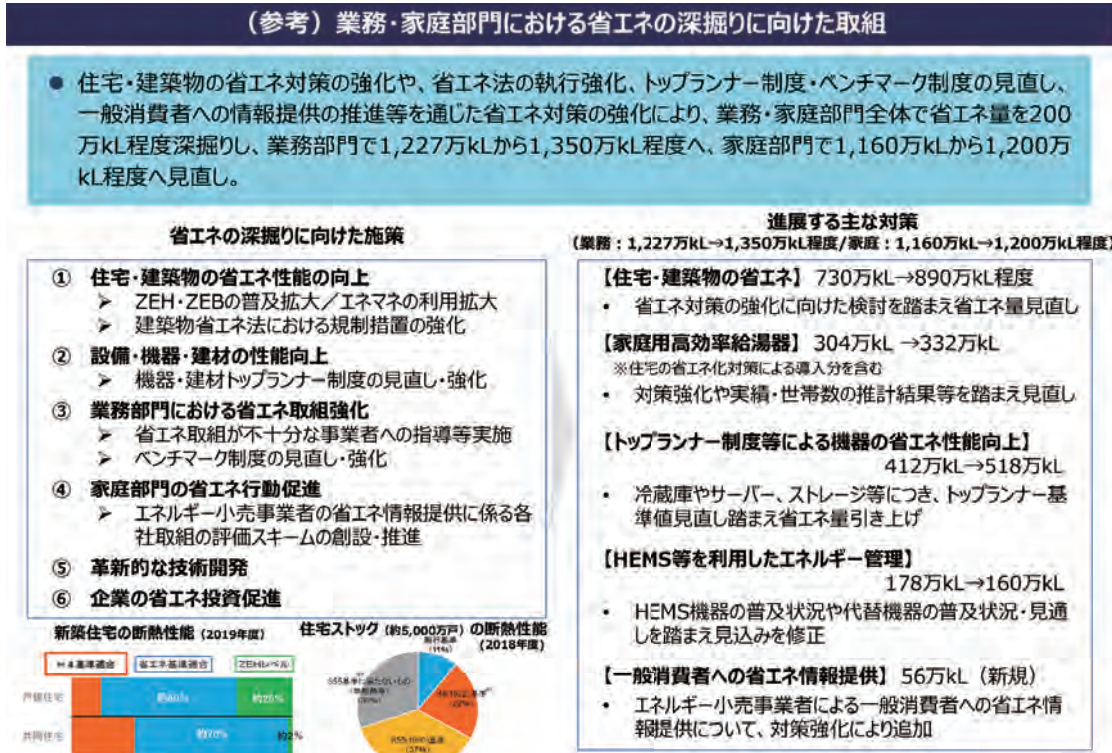 （参考）業務・家庭部門における省エネの深掘りに向けた取組
● 住宅・建築物の省エネ対策の強化や、省エネ法の執行強化、トップランナー制度・ベンチマーク制度の見直し、
一般消費者への情報提供の推進等を通じた省エネ対策の強化により、業務・家庭部門全体で省エネ量を200
万kL程度深掘りし、業務部門で1,227万kLから1,350万kL程度へ、家庭部門で1,160万kLから1,200万
kL程度へ見直し。
省エネの深掘りに向けた施策
① 住宅・建築物の省エネ性能の向上
➢ ZEH・ZEBの普及拡大／エネマネの利用拡大
➢ 建築物省エネ法における規制措置の強化
② 設備・機器・建材の性能向上
➢ 機器・建材トップランナー制度の見直し・強化
③ 業務部門における省エネ取組強化
➢ 省エネ取組が不十分な事業者への指導等実施
➢ ベンチマーク制度の見直し・強化
④ 家庭部門の省エネ行動促進
➢ エネルギー小売事業者の省エネ情報提供に係る各
社取組の評価スキームの創設・推進
⑤ 革新的な技術開発
⑥ 企業の省エネ投資促進
新築住宅の断熱性能（2019年度）
H4基準適合 省エネ基準適合 ZEHレベル
戸建住宅
共同住宅 約2%
住宅ストック（約5,000万戸）の断熱性能
（2018年度）
進展する主な対策
（業務：1,227万kL→1,350万kL程度/家庭：1,160万kL→1,200万kL程度）
【住宅・建築物の省エネ】730万kL→890万kL程度
• 省エネ対策の強化に向けた検討を踏まえ省エネ量見直し
【家庭用高効率給湯器】304万kL →332万kL
※住宅の省エネ化対策による導入分を含む
• 対策強化や実績・世帯数の推計結果等を踏まえ見直し
【トップランナー制度等による機器の省エネ性能向上】
412万kL→518万kL
• 冷蔵庫やサーバー、ストレージ等につき、トップランナー基
準値見直し踏まえ省エネ量引き上げ
【HEMS等を利用したエネルギー管理】
178万kL→160万kL
• HEMS機器の普及状況や代替機器の普及状況・見通
しを踏まえ見込みを修正
【一般消費者への省エネ情報提供】56万kL（新規）
• エネルギー小売事業者による一般消費者への省エネ情
報提供について、対策強化により追加